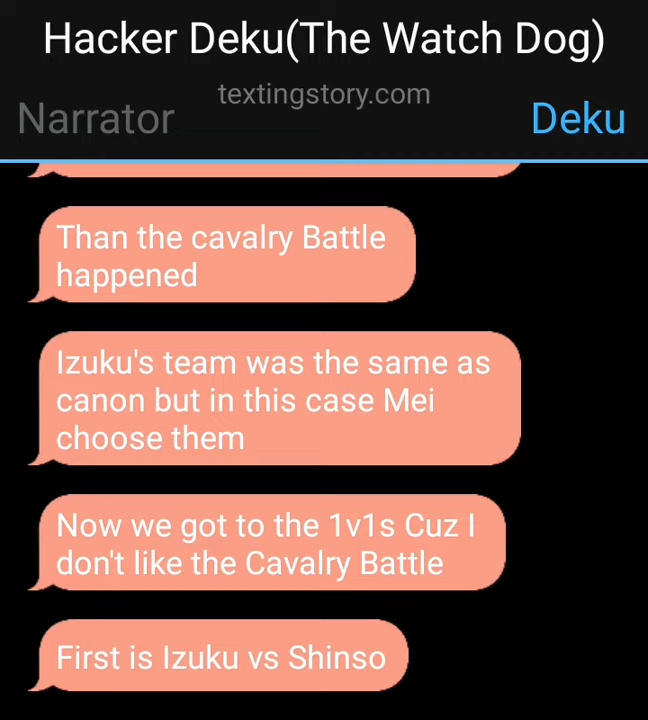 Hacker Deku(The Watch Dog)
textingstory.com
Narrator
Deku
Than the cavalry Battle
happened
Izuku's team was the same as
canon but in this case Mei
choose them
Now we got to the 1v1s Cuz I
don't like the Cavalry Battle
First is Izuku vs Shinso